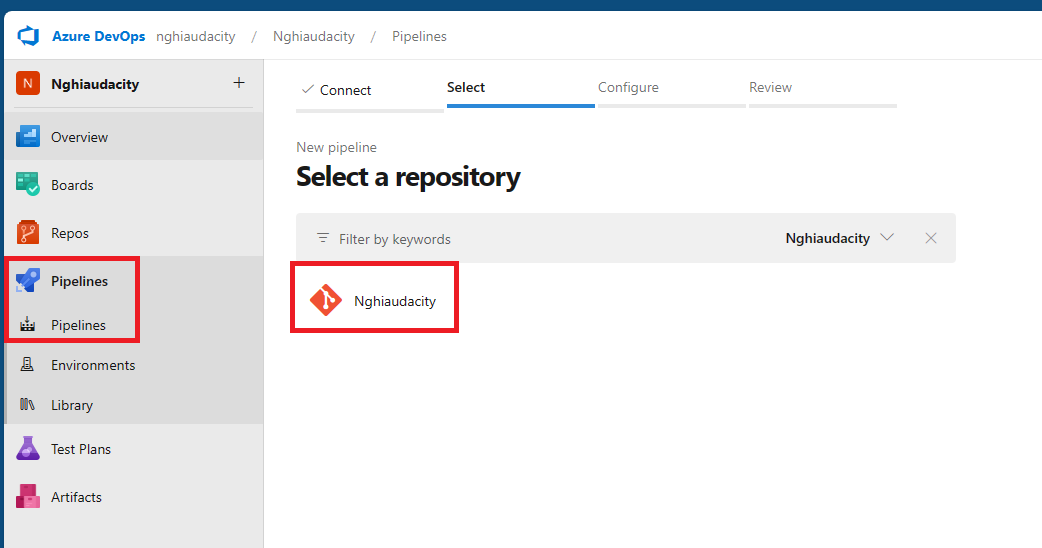 Azure DevOps nghiaudacity / Nghiaudacity / Pipelines
N Nghiaudacity +
Overview
Boards
Repos
Pipelines
Pipelines
Environments
Library
Test Plans
Artifacts
Connect Select Configure Review
New pipeline
Select a repository
Filter by keywords Nghiaudacity
Nghiaudacity